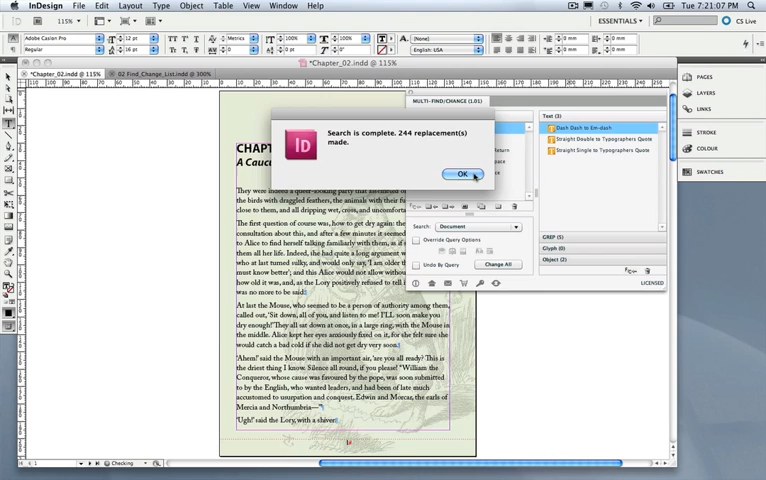 InDesign File Edit Layout Type Object Table View Window Tue 7:21:07 PM
115% ESSENTIALS CS Live
Adobe Caslon Pro 12 pt Metrics 100% 100% [None] 0 mm 0 mm
Regular 16 pt 0 0 pt 0° English: USA 0 mm 0 mm
*Chapter_02.indd @ 115%
*Chapter_02.indd @ 115% 02 Find_Change_List.indd @ 300%
MULTI-FIND/CHANGE (1.01)
Search is complete. 244 replacement(s)
made.
OK
Text (3)
Dash Dash to Em-dash
Straight Double to Typographers Quote
Straight Single to Typographers Quote
GREP (5)
Glyph (0)
Object (2)
Search: Document
Override Query Options
Undo By Query Change All
LICENSED
PAGES
LAYERS
LINKS
STROKE
COLOUR
SWATCHES
CHAPT
A Cauc
They were indeed a queer-looking party that assembled
the birds with draggled feathers, the animals with their fu
close to them, and all dripping wet, cross, and uncomforta
The first question of course was, how to get dry again: the
consultation about this, and after a few minutes it seemed
to Alice to find herself talking familiarly with them, as if
them all her life. Indeed, she had quite a long argument w
who at last turned sulky, and would only say, 'I am older th
must know better'; and this Alice would not allow without
how old it was, and, as the Lory positively refused to tell i
was no more to be said.
At last the Mouse, who seemed to be a person of authority among them,
called out, 'Sit down, all of you, and listen to me! I'LL soon make you
dry enough!' They all sat down at once, in a large ring, with the Mouse in
the middle. Alice kept her eyes anxiously fixed on it, for she felt sure she
would catch a bad cold if she did not get dry very soon.
'Ahem!' said the Mouse with an important air, 'are you all ready? This is
the driest thing I know. Silence all round, if you please! "William the
Conqueror, whose cause was favoured by the pope, was soon submitted
to by the English, who wanted leaders, and had been of late much
accustomed to usurpation and conquest. Edwin and Morcar, the earls of
Mercia and Northumbria—"'
'Ugh!' said the Lory, with a shiver.
1 Checking